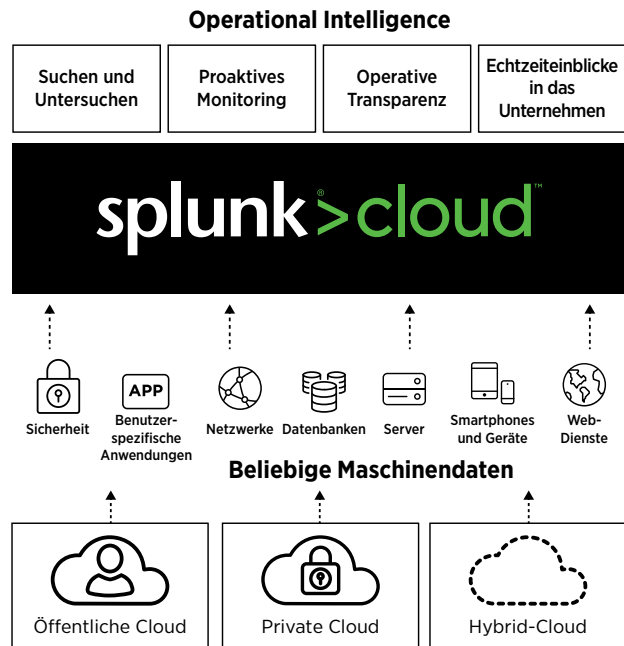 Operational Intelligence
Suchen und
Untersuchen
Proaktives
Monitoring
Operative
Transparenz
Echtzeiteinblicke
in das
Unternehmen
splunk®>cloud™
Sicherheit
APP
Benutzer-
spezifische
Anwendungen
Netzwerke
Datenbanken
Server
Smartphones
und Geräte
Web-
Dienste
Beliebige Maschinendaten
Öffentliche Cloud
Private Cloud
Hybrid-Cloud